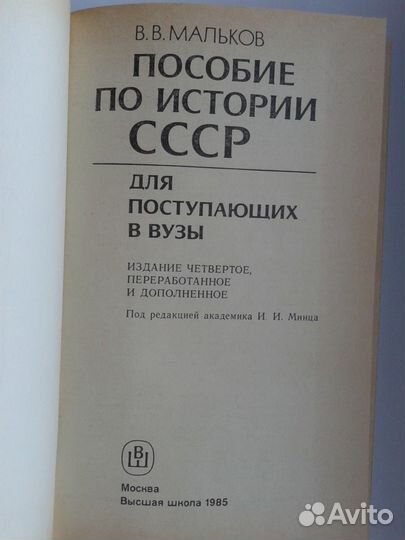 В. В. МАЛЬКОВ
ПОСОБИЕ
ПО ИСТОРИИ
СССР
ДЛЯ
ПОСТУПАЮЩИХ
В ВУЗЫ
ИЗДАНИЕ ЧЕТВЕРТОЕ,
ПЕРЕРАБОТАННОЕ
И ДОПОЛНЕННОЕ
Под редакцией академика И. И. Минца
В
Ш
Москва
Высшая школа 1985
Avito